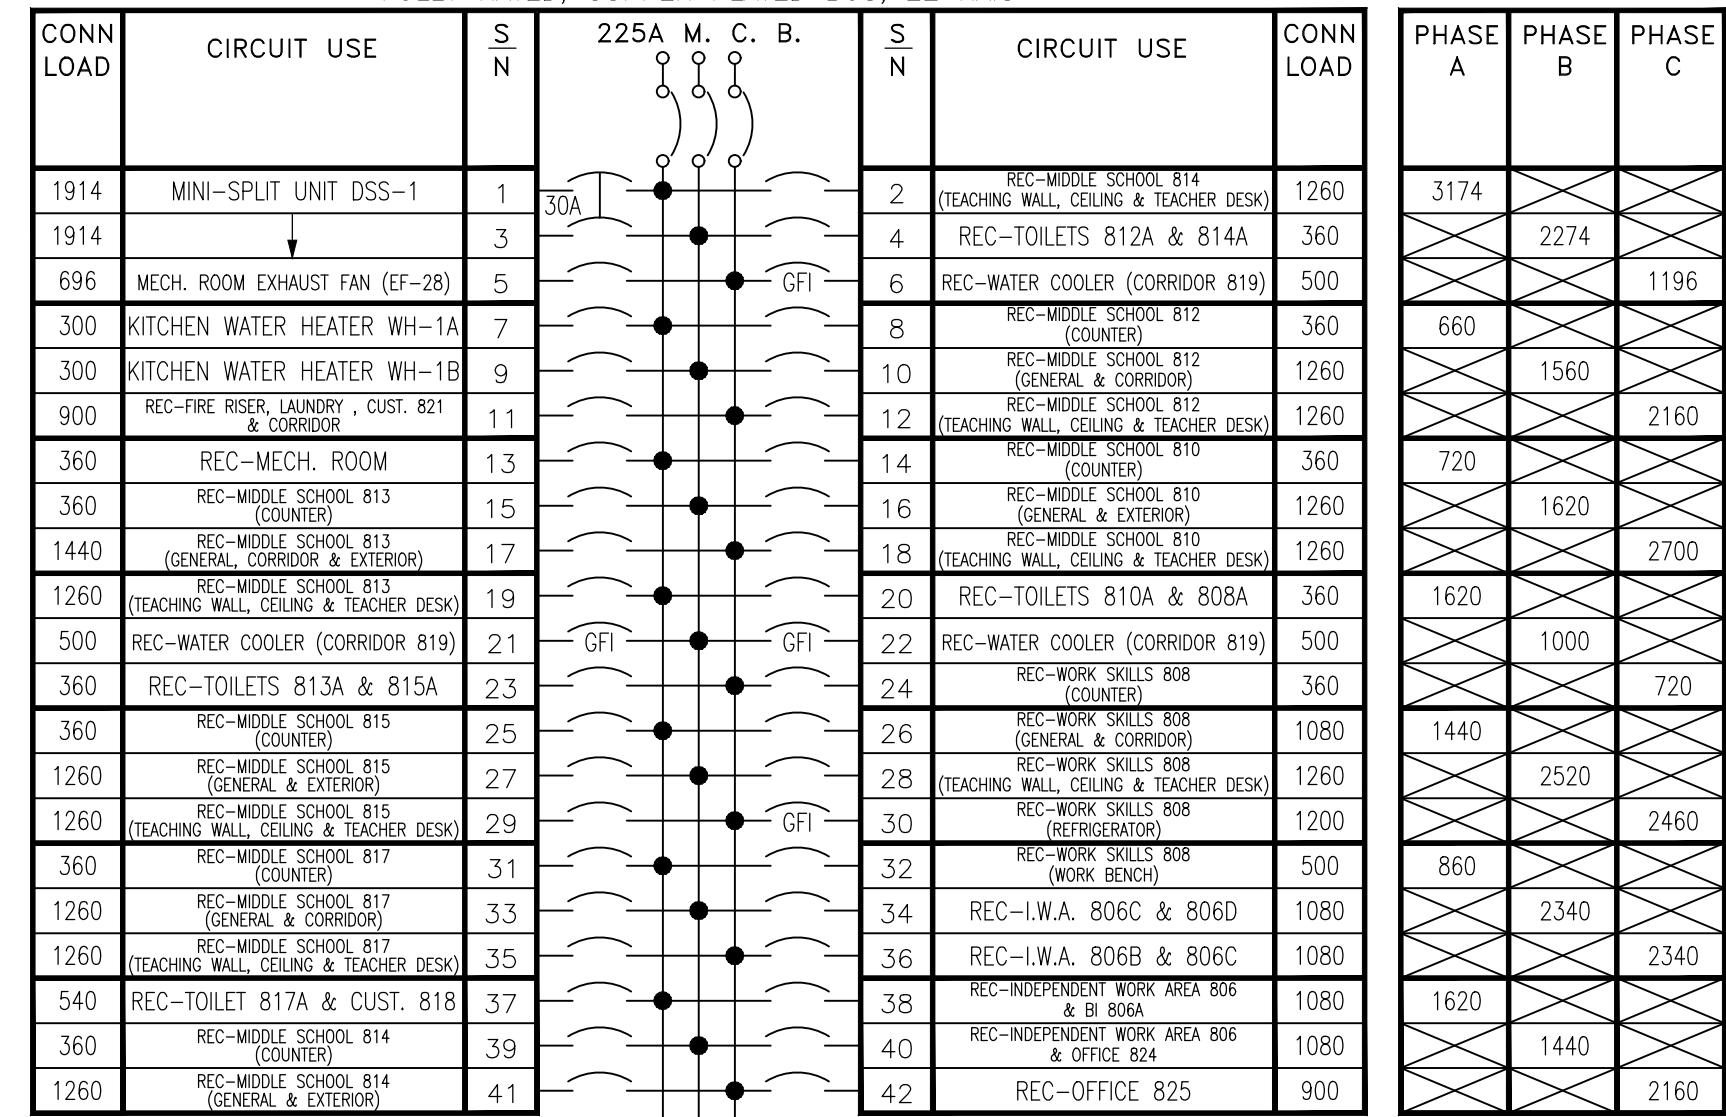 CONN LOAD CIRCUIT USE S/N 225A M. C. B. S/N CIRCUIT USE CONN LOAD PHASE A PHASE B PHASE C
1914 MINI-SPLIT UNIT DSS-1 1 30A 2 REC-MIDDLE SCHOOL 814 (TEACHING WALL, CEILING & TEACHER DESK) 1260 3174
1914 3 4 REC-TOILETS 812A & 814A 360 2274
696 MECH. ROOM EXHAUST FAN (EF-28) 5 GFI 6 REC-WATER COOLER (CORRIDOR 819) 500 1196
300 KITCHEN WATER HEATER WH-1A 7 8 REC-MIDDLE SCHOOL 812 (COUNTER) 360 660
300 KITCHEN WATER HEATER WH-1B 9 10 REC-MIDDLE SCHOOL 812 (GENERAL & CORRIDOR) 1260 1560
900 REC-FIRE RISER, LAUNDRY , CUST. 821 & CORRIDOR 11 12 REC-MIDDLE SCHOOL 812 (TEACHING WALL, CEILING & TEACHER DESK) 1260 2160
360 REC-MECH. ROOM 13 14 REC-MIDDLE SCHOOL 810 (COUNTER) 360 720
360 REC-MIDDLE SCHOOL 813 (COUNTER) 15 16 REC-MIDDLE SCHOOL 810 (GENERAL & EXTERIOR) 1260 1620
1440 REC-MIDDLE SCHOOL 813 (GENERAL, CORRIDOR & EXTERIOR) 17 18 REC-MIDDLE SCHOOL 810 (TEACHING WALL, CEILING & TEACHER DESK) 1260 2700
1260 REC-MIDDLE SCHOOL 813 (TEACHING WALL, CEILING & TEACHER DESK) 19 20 REC-TOILETS 810A & 808A 360 1620
500 REC-WATER COOLER (CORRIDOR 819) 21 GFI GFI 22 REC-WATER COOLER (CORRIDOR 819) 500 1000
360 REC-TOILETS 813A & 815A 23 24 REC-WORK SKILLS 808 (COUNTER) 360 720
360 REC-MIDDLE SCHOOL 815 (COUNTER) 25 26 REC-WORK SKILLS 808 (GENERAL & CORRIDOR) 1080 1440
1260 REC-MIDDLE SCHOOL 815 (GENERAL & EXTERIOR) 27 28 REC-WORK SKILLS 808 (TEACHING WALL, CEILING & TEACHER DESK) 1260 2520
1260 REC-MIDDLE SCHOOL 815 (TEACHING WALL, CEILING & TEACHER DESK) 29 GFI 30 REC-WORK SKILLS 808 (REFRIGERATOR) 1200 2460
360 REC-MIDDLE SCHOOL 817 (COUNTER) 31 32 REC-WORK SKILLS 808 (WORK BENCH) 500 860
1260 REC-MIDDLE SCHOOL 817 (GENERAL & CORRIDOR) 33 34 REC-I.W.A. 806C & 806D 1080 2340
1260 REC-MIDDLE SCHOOL 817 (TEACHING WALL, CEILING & TEACHER DESK) 35 36 REC-I.W.A. 806B & 806C 1080 2340
540 REC-TOILET 817A & CUST. 818 37 38 REC-INDEPENDENT WORK AREA 806 & BI 806A 1080 1620
360 REC-MIDDLE SCHOOL 814 (COUNTER) 39 40 REC-INDEPENDENT WORK AREA 806 & OFFICE 824 1080 1440
1260 REC-MIDDLE SCHOOL 814 (GENERAL & EXTERIOR) 41 42 REC-OFFICE 825 900 2160